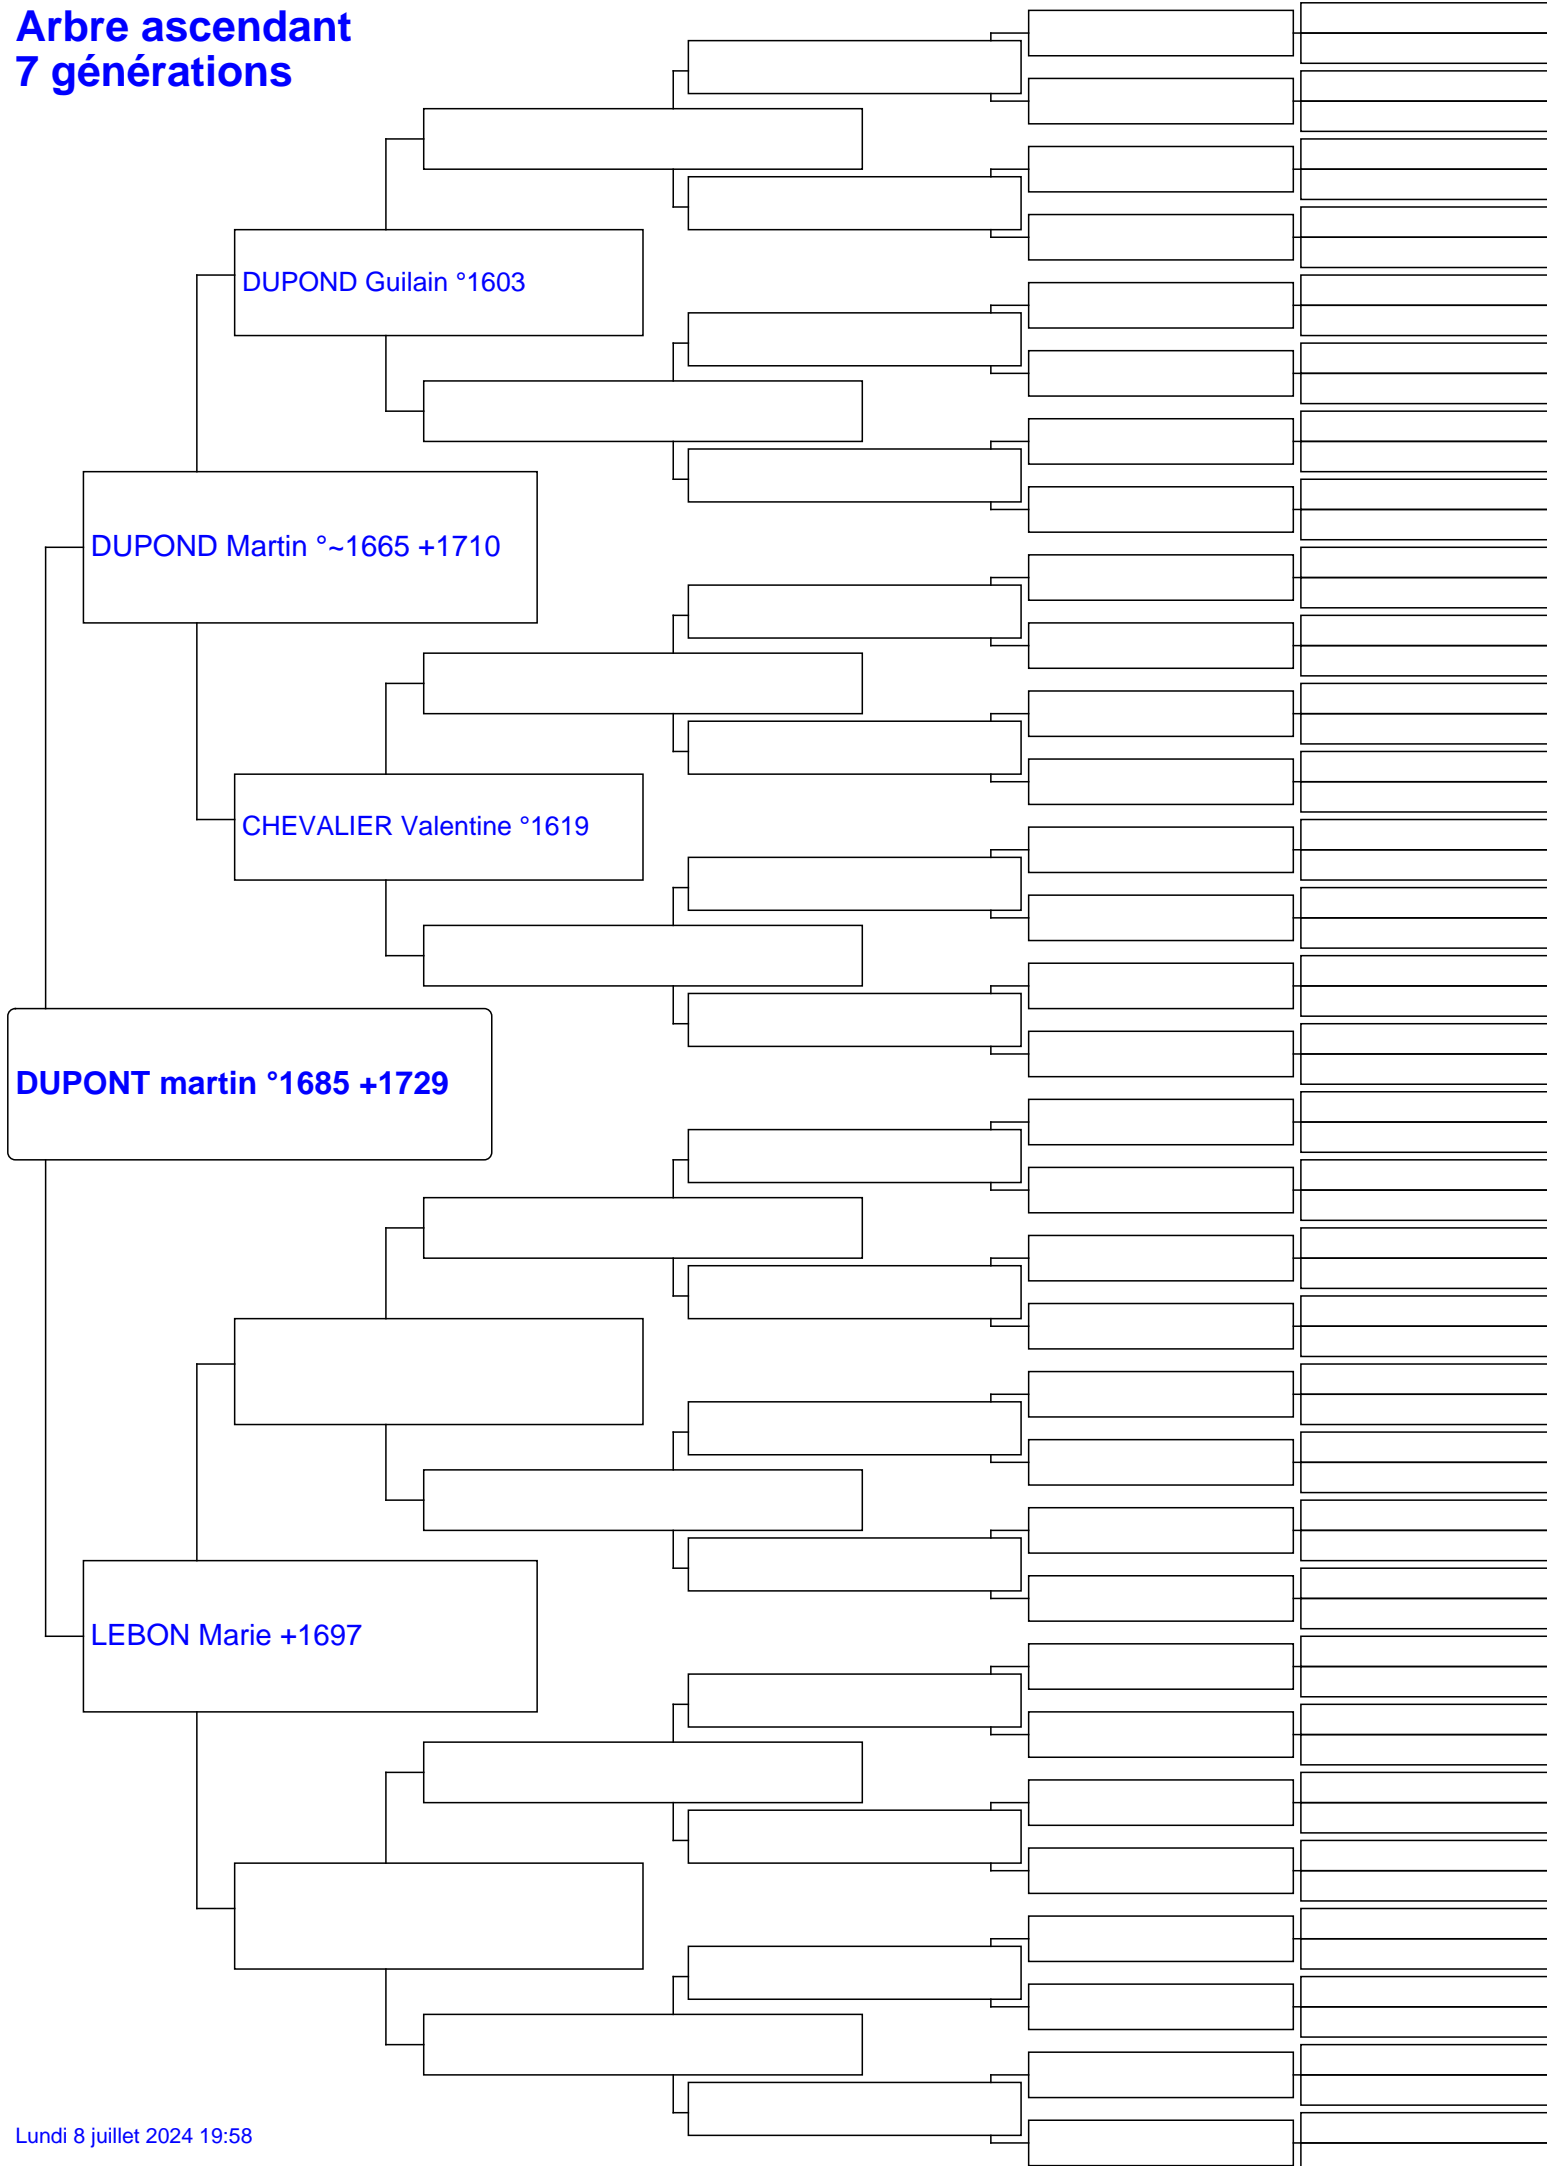 Arbre ascendant
7 générations
DUPOND Guilain °1603
DUPOND Martin °~1665 +1710
CHEVALIER Valentine °1619
DUPONT martin °1685 +1729
LEBON Marie +1697
Lundi 8 juillet 2024 19:58